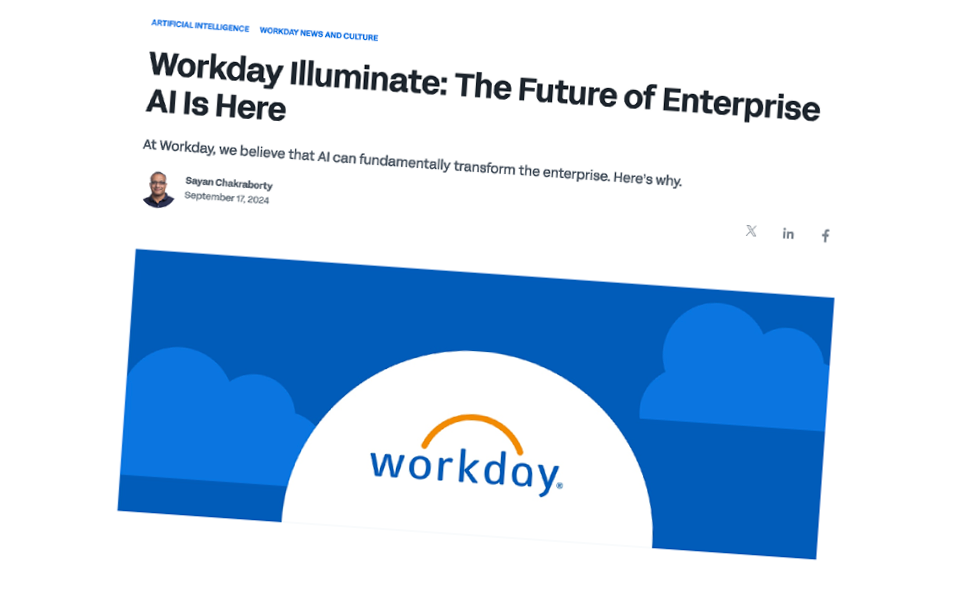 ARTIFICIAL INTELLIGENCE WORKDAY NEWS AND CULTURE
Workday Illuminate: The Future of Enterprise
AI Is Here
At Workday, we believe that AI can fundamentally transform the enterprise. Here's why.
Sayan Chakraborty
September 17, 2024
workday®